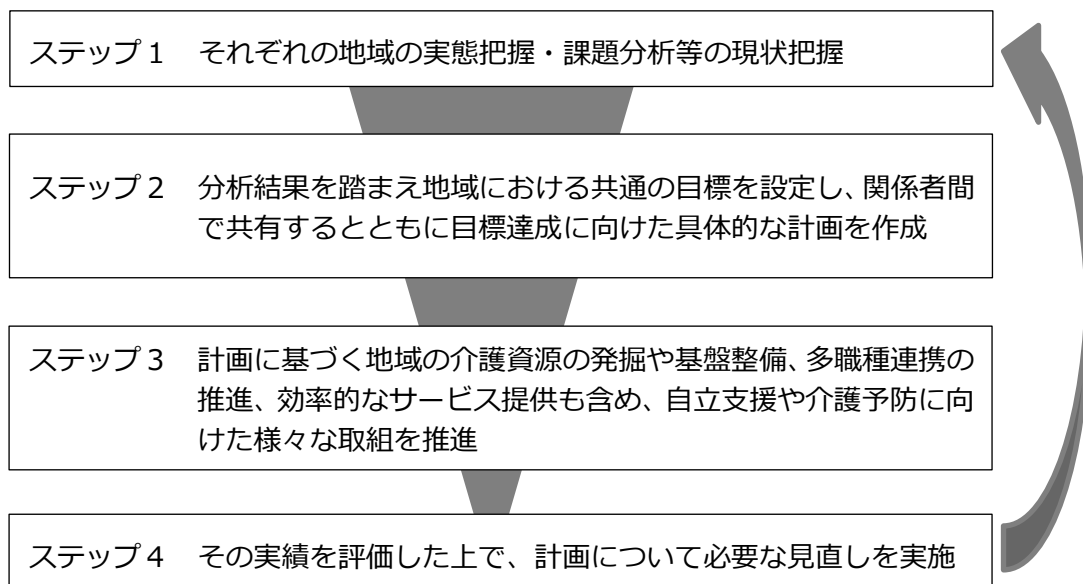 ステップ1 それぞれの地域の実態把握・課題分析等の現状把握
ステップ2 分析結果を踏まえ地域における共通の目標を設定し、関係者間
で共有するとともに目標達成に向けた具体的な計画を作成
ステップ3 計画に基づく地域の介護資源の発掘や基盤整備、多職種連携の
推進、効率的なサービス提供も含め、自立支援や介護予防に向
けた様々な取組を推進
ステップ4 その実績を評価した上で、計画について必要な見直しを実施